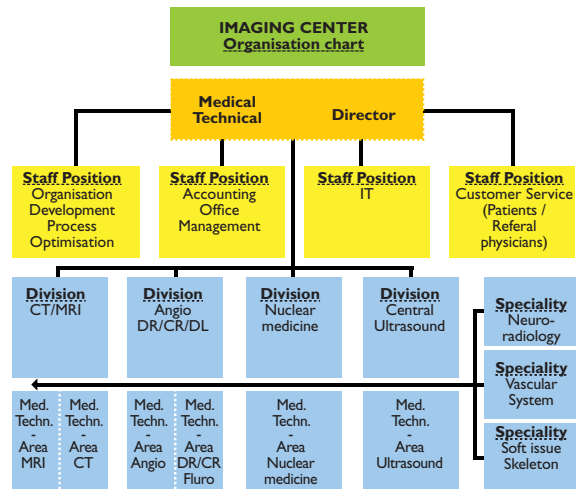 IMAGING CENTER
Organisation chart
Medical
Technical
Director
Staff Position
Organisation
Development
Process
Optimisation
Staff Position
Accounting
Office
Management
Staff Position
IT
Staff Position
Customer Service
(Patients /
Referal
physicians)
Division
CT/MRI
Division
Angio
DR/CR/DL
Division
Nuclear
medicine
Division
Central
Ultrasound
Speciality
Neuro-
radiology
Speciality
Vascular
System
Speciality
Soft issue
Skeleton
Med.
Techn.
-
Area
MRI
Med.
Techn.
-
Area
CT
Med.
Techn.
-
Area
Angio
Med.
Techn.
-
Area
DR/CR
Fluro
Med.
Techn.
-
Area
Nuclear
medicine
Med.
Techn.
-
Area
Ultrasound